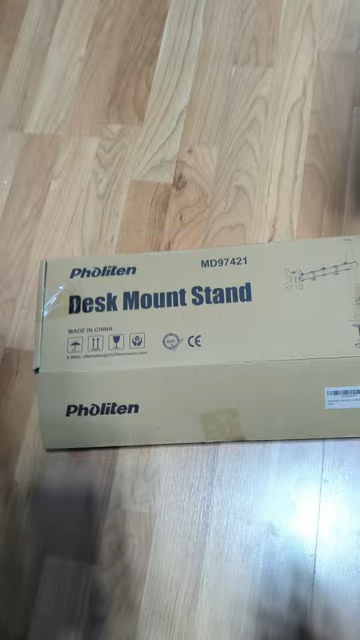 Pholiten
MD97421
Desk Mount Stand
MADE IN CHINA
CE
Pholiten